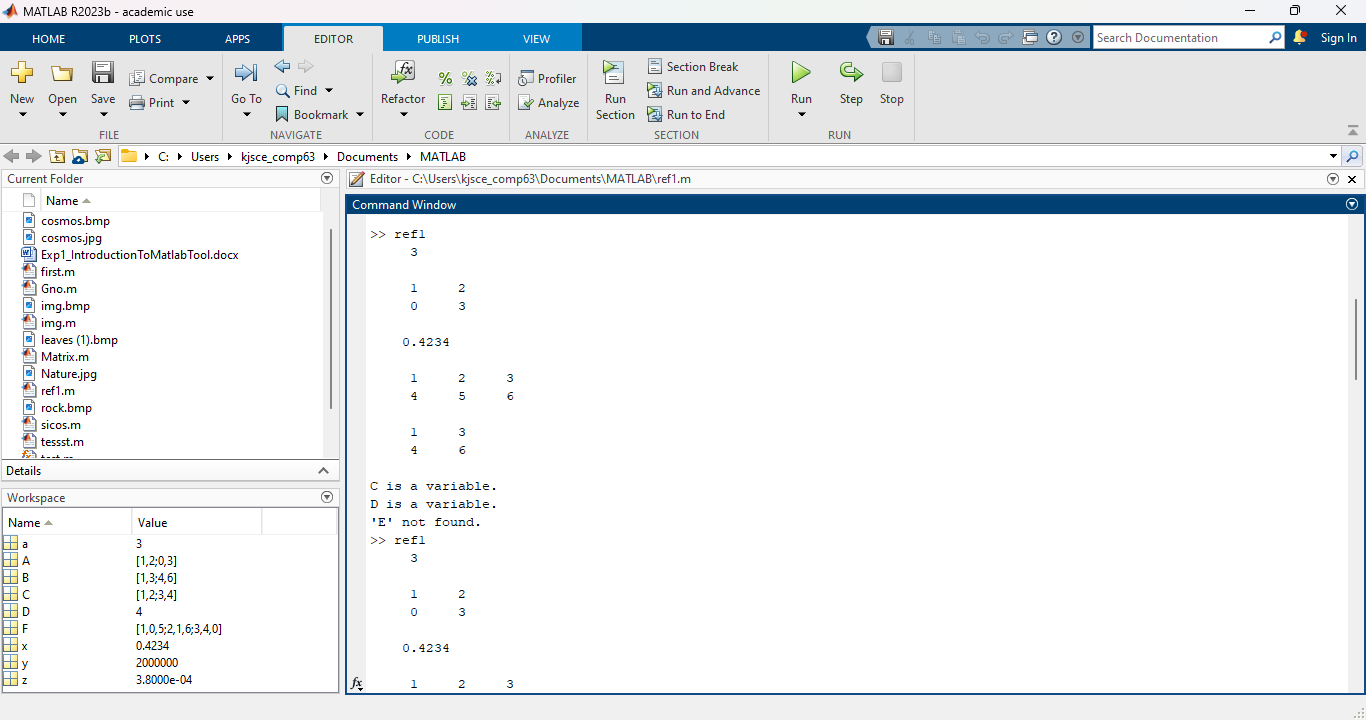 MATLAB R2023b - academic use
HOME PLOTS APPS EDITOR PUBLISH VIEW Search Documentation Sign In
New Open Save Compare Print FILE
Go To Find Bookmark NAVIGATE
Refactor CODE
Profiler Analyze ANALYZE
Run Section Section Break Run and Advance Run to End SECTION
Run Step Stop RUN
C: Users kjsce_comp63 Documents MATLAB
Current Folder
Name
cosmos.bmp
cosmos.jpg
Exp1_IntroductionToMatlabTool.docx
first.m
Gno.m
img.bmp
img.m
leaves (1).bmp
Matrix.m
Nature.jpg
ref1.m
rock.bmp
sicos.m
tessst.m
Details
Workspace
Name Value
a 3
A [1,2;0,3]
B [1,3;4,6]
C [1,2;3,4]
D 4
F [1,0,5;2,1,6;3,4,0]
x 0.4234
y 2000000
z 3.8000e-04
Editor - C:\Users\kjsce_comp63\Documents\MATLAB\ref1.m
Command Window
>> ref1
3
1 2
0 3
0.4234
1 2 3
4 5 6
1 3
4 6
C is a variable.
D is a variable.
'E' not found.
>> ref1
3
1 2
0 3
0.4234
1 2 3
fx